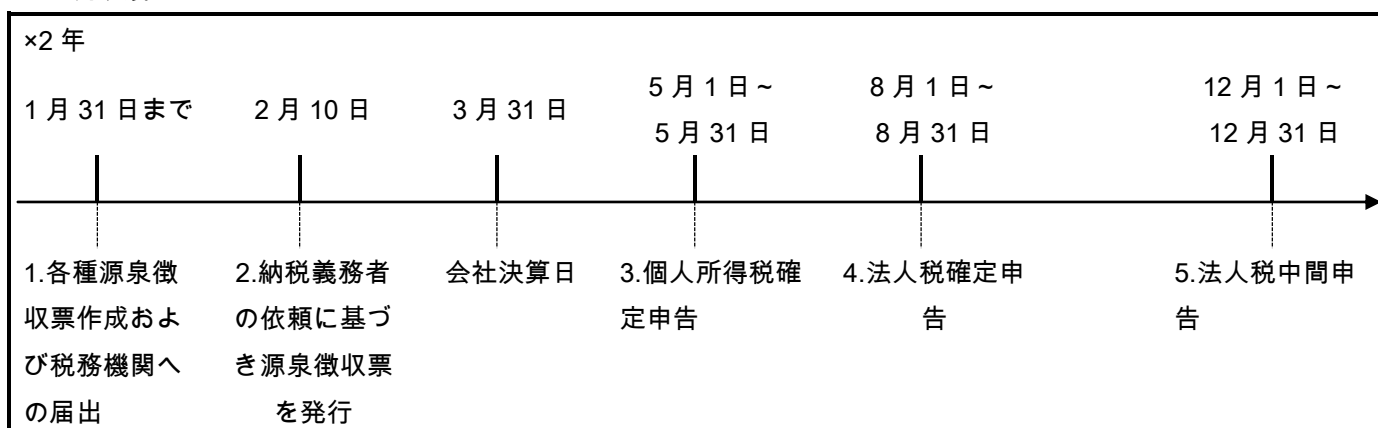 ×2 年
1 月 31 日まで
2 月 10 日
3 月 31 日
5 月 1 日~
5 月 31 日
8 月 1 日~
8 月 31 日
12 月 1 日~
12 月 31 日
1.各種源泉徴
収票作成およ
び税務機関へ
の届出
2.納税義務者
の依頼に基づ
き源泉徴収票
を発行
会社決算日
3.個人所得税確
定申告
4.法人税確定申
告
5.法人税中間申
告